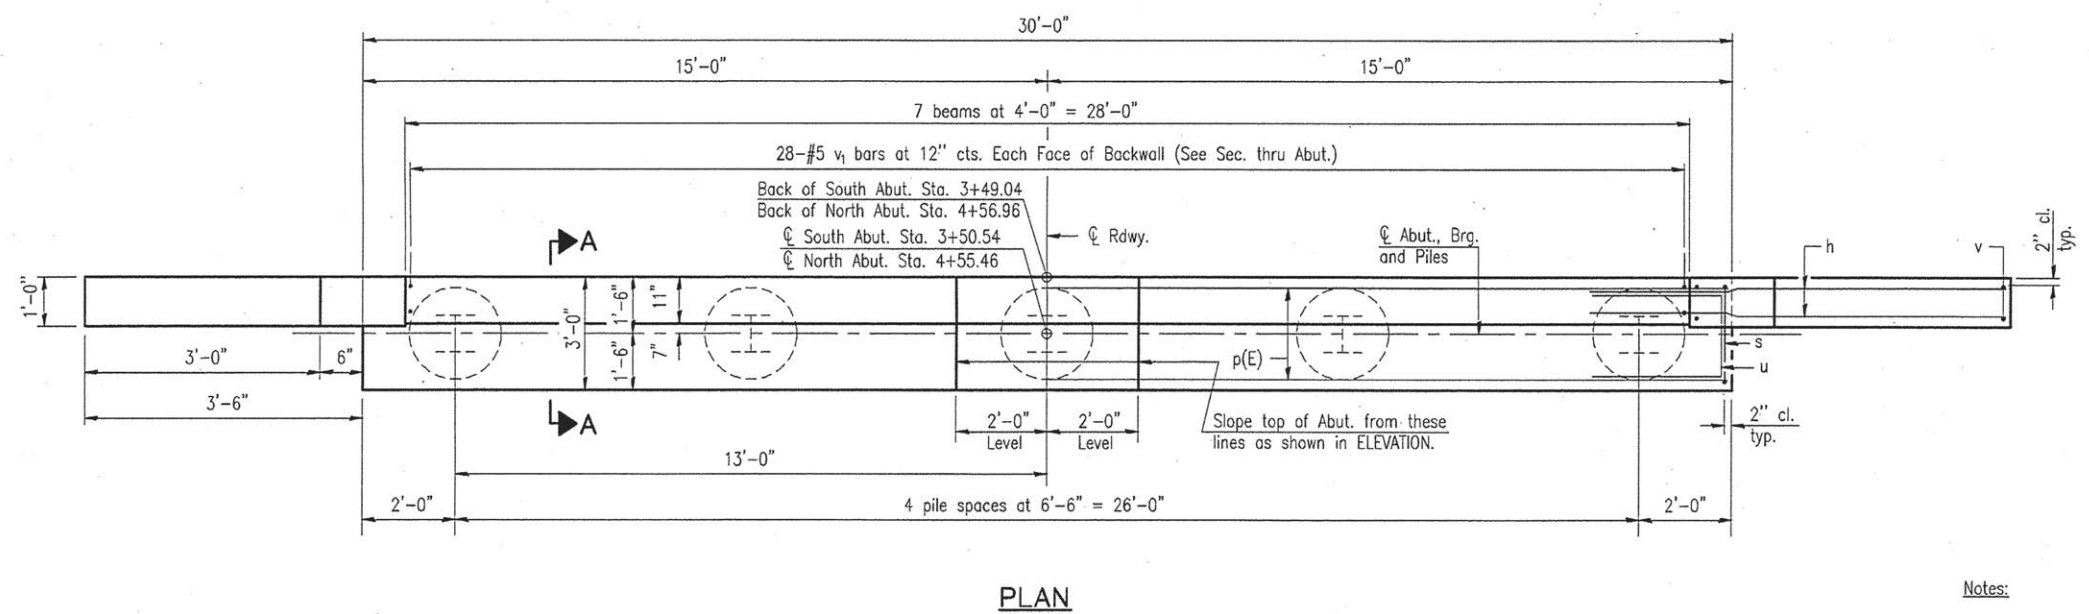 30'-0"
15'-0"
15'-0"
7 beams at 4'-0" = 28'-0"
28-#5 v₁ bars at 12" cts. Each Face of Backwall (See Sec. thru Abut.)
Back of South Abut. Sta. 3+49.04
Back of North Abut. Sta. 4+56.96
℄ South Abut. Sta. 3+50.54
℄ North Abut. Sta. 4+55.46
℄ Rdwy.
℄ Abut., Brg.
and Piles
A
h
v
2" cl.
typ.
1'-0"
3'-0"
1'-6"
11"
1'-6"
7"
p(E)
s
u
3'-0"
6"
3'-6"
A
2'-0"
Level
2'-0"
Level
Slope top of Abut. from these
lines as shown in ELEVATION.
2" cl.
typ.
13'-0"
2'-0"
4 pile spaces at 6'-6" = 26'-0"
2'-0"
PLAN
Notes: